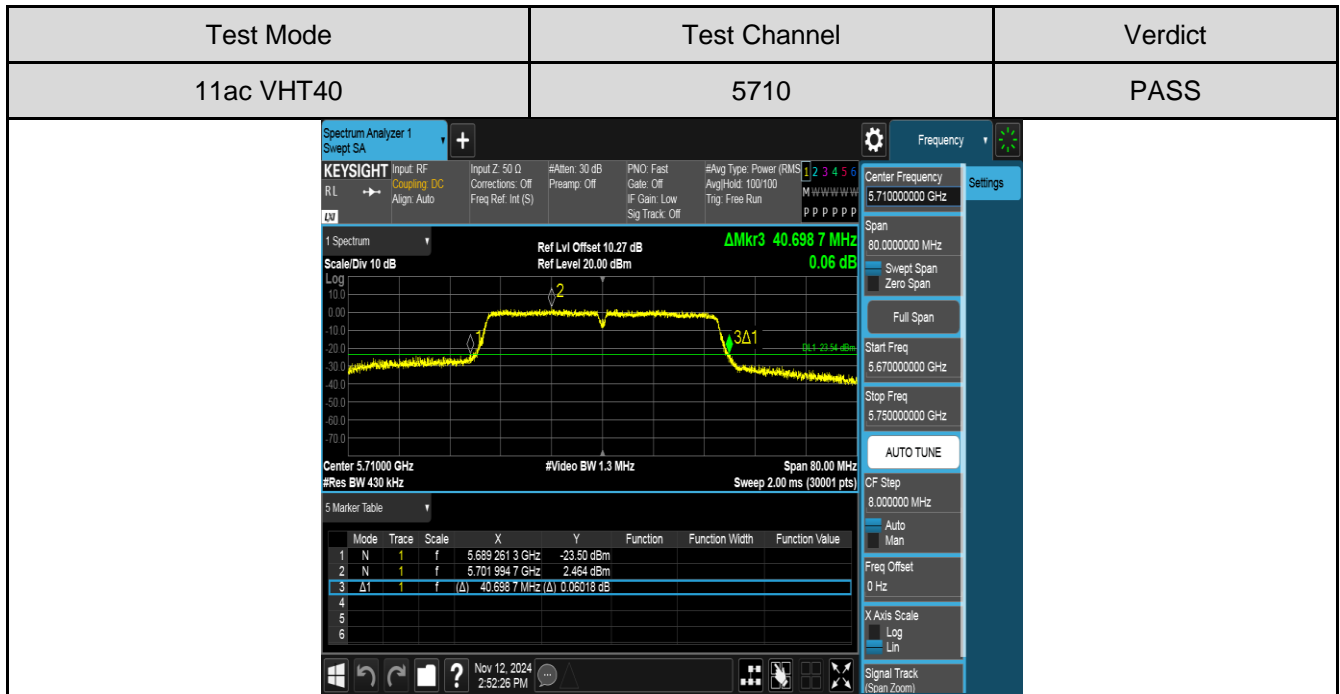 Test Mode Test Channel Verdict
11ac VHT40 5710 PASS
Spectrum Analyzer 1
Swept SA
+
Frequency
KEYSIGHT Input: RF Input Z: 50 Ω #Atten: 30 dB PNO: Fast #Avg Type: Power (RMS 1 2 3 4 5 6
RL Coupling: DC Corrections: Off Preamp: Off Gate: Off Avg|Hold: 100/100 M W W W W W
Align: Auto Freq Ref: Int (S) IF Gain: Low Trig: Free Run
LXI Sig Track: Off P P P P P P
Center Frequency
5.710000000 GHz
Settings
1 Spectrum
Ref Lvl Offset 10.27 dB ΔMkr3 40.698 7 MHz
Scale/Div 10 dB Ref Level 20.00 dBm 0.06 dB
Log
10.0
0.00
-10.0
-20.0
-30.0
-40.0
-50.0
-60.0
-70.0
1
2
3Δ1
DL1 -23.54 dBm
Center 5.71000 GHz #Video BW 1.3 MHz Span 80.00 MHz
#Res BW 430 kHz Sweep 2.00 ms (30001 pts)
5 Marker Table
Mode Trace Scale X Y Function Function Width Function Value
1 N 1 f 5.689 261 3 GHz -23.50 dBm
2 N 1 f 5.701 994 7 GHz 2.464 dBm
3 Δ1 1 f (Δ) 40.698 7 MHz (Δ) 0.06018 dB
4
5
6
Span
80.0000000 MHz
Swept Span
Zero Span
Full Span
Start Freq
5.670000000 GHz
Stop Freq
5.750000000 GHz
AUTO TUNE
CF Step
8.000000 MHz
Auto
Man
Freq Offset
0 Hz
X Axis Scale
Log
Lin
Signal Track
(Span Zoom)
? Nov 12, 2024
2:52:26 PM